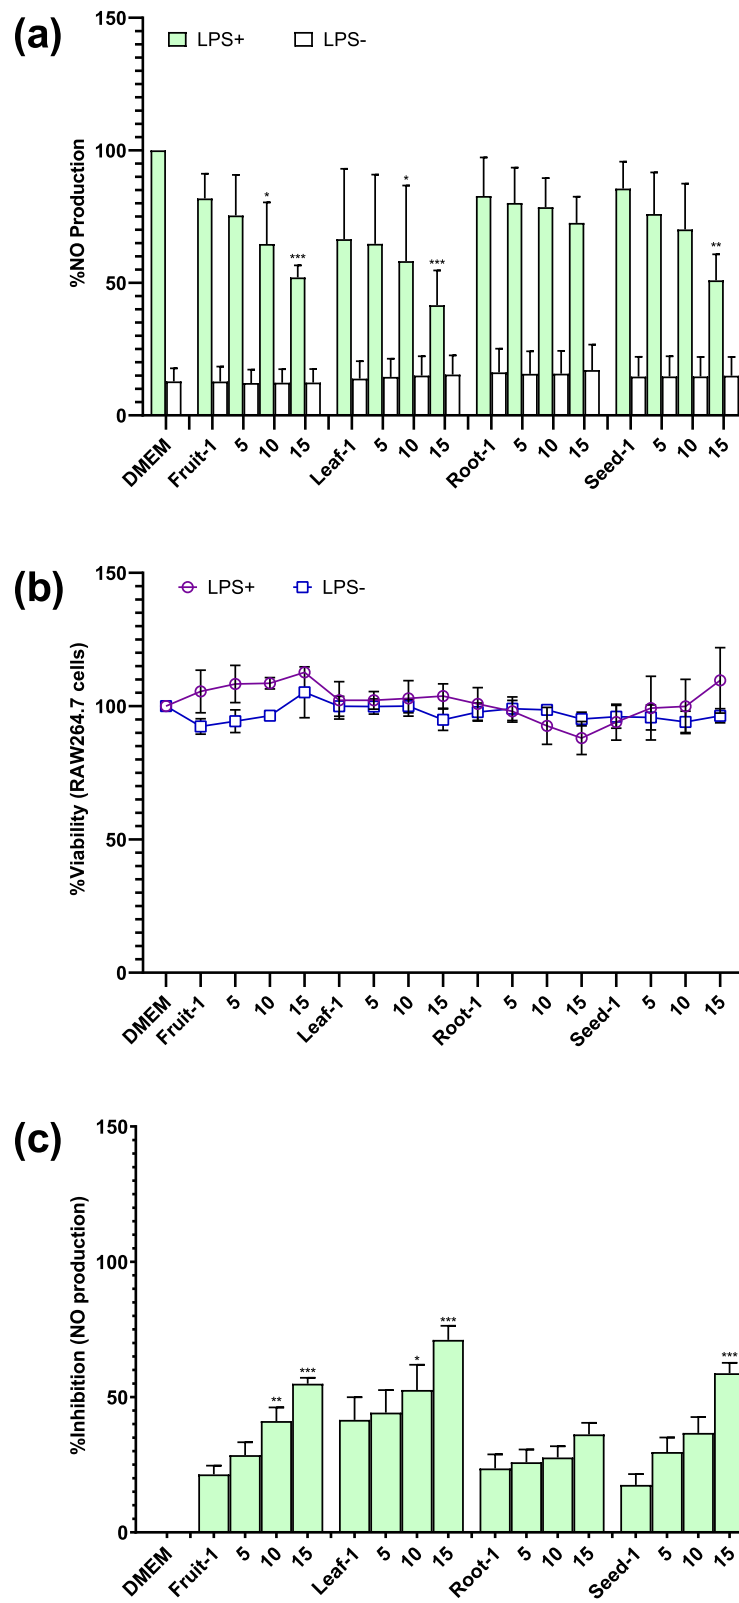 (a)
LPS+ LPS-
%NO Production
150
100
50
0
* *** * *** **
DMEM Fruit-1 5 10 15 Leaf-1 5 10 15 Root-1 5 10 15 Seed-1 5 10 15
(b)
LPS+ LPS-
%Viability (RAW264.7 cells)
150
100
50
0
DMEM Fruit-1 5 10 15 Leaf-1 5 10 15 Root-1 5 10 15 Seed-1 5 10 15
(c)
%Inhibition (NO production)
150
100
50
0
** *** * *** ***
DMEM Fruit-1 5 10 15 Leaf-1 5 10 15 Root-1 5 10 15 Seed-1 5 10 15